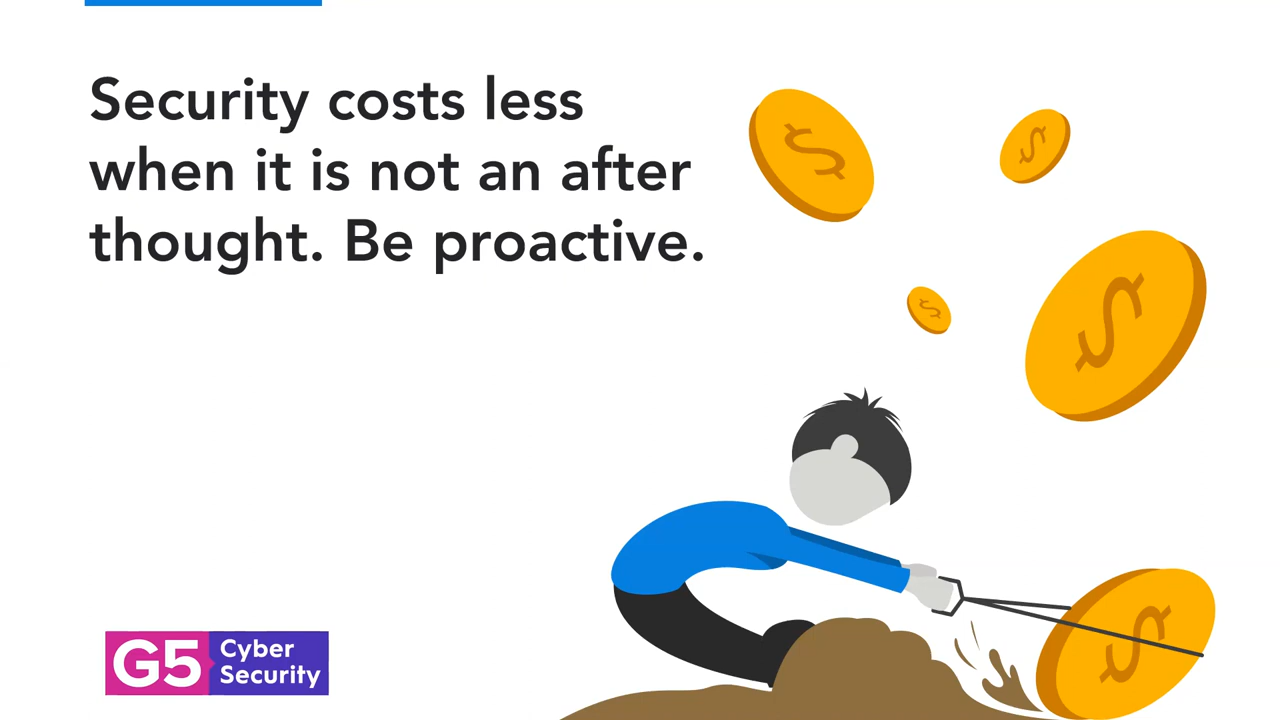 Security costs less
when it is not an after
thought. Be proactive.
$
$
$
$
$
G5 Cyber
Security